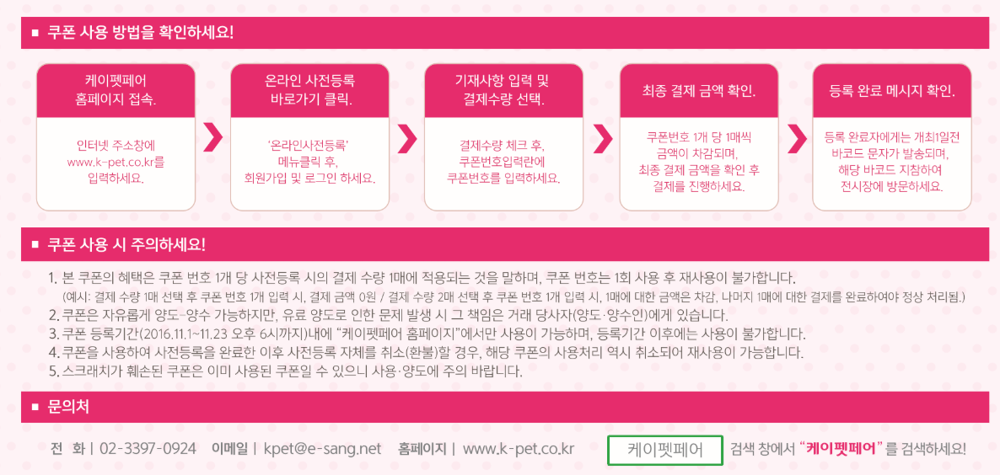 ■ 쿠폰 사용 방법을 확인하세요!
케이펫페어
홈페이지 접속.
인터넷 주소창에
www.k-pet.co.kr를
입력하세요.
온라인 사전등록
바로가기 클릭.
‘온라인사전등록’
메뉴클릭 후,
회원가입 및 로그인 하세요.
기재사항 입력 및
결제수량 선택.
결제수량 체크 후,
쿠폰번호입력란에
쿠폰번호를 입력하세요.
최종 결제 금액 확인.
쿠폰번호 1개 당 1매씩
금액이 차감되며,
최종 결제 금액을 확인 후
결제를 진행하세요.
등록 완료 메시지 확인.
등록 완료자에게는 개최1일전
바코드 문자가 발송되며,
해당 바코드 지참하여
전시장에 방문하세요.
■ 쿠폰 사용 시 주의하세요!
1. 본 쿠폰의 혜택은 쿠폰 번호 1개 당 사전등록 시의 결제 수량 1매에 적용되는 것을 말하며, 쿠폰 번호는 1회 사용 후 재사용이 불가합니다.
(예시: 결제 수량 1매 선택 후 쿠폰 번호 1개 입력 시, 결제 금액 0원 / 결제 수량 2매 선택 후 쿠폰 번호 1개 입력 시, 1매에 대한 금액은 차감, 나머지 1매에 대한 결제를 완료하여야 정상 처리됨.)
2. 쿠폰은 자유롭게 양도-양수 가능하지만, 유료 양도로 인한 문제 발생 시 그 책임은 거래 당사자(양도·양수인)에게 있습니다.
3. 쿠폰 등록기간(2016.11.1~11.23 오후 6시까지)내에 “케이펫페어 홈페이지”에서만 사용이 가능하며, 등록기간 이후에는 사용이 불가합니다.
4. 쿠폰을 사용하여 사전등록을 완료한 이후 사전등록 자체를 취소(환불)할 경우, 해당 쿠폰의 사용처리 역시 취소되어 재사용이 가능합니다.
5. 스크래치가 훼손된 쿠폰은 이미 사용된 쿠폰일 수 있으니 사용·양도에 주의 바랍니다.
■ 문의처
전 화 | 02-3397-0924 이메일 | kpet@e-sang.net 홈페이지 | www.k-pet.co.kr 케이펫페어 검색 창에서 “케이펫페어”를 검색하세요!